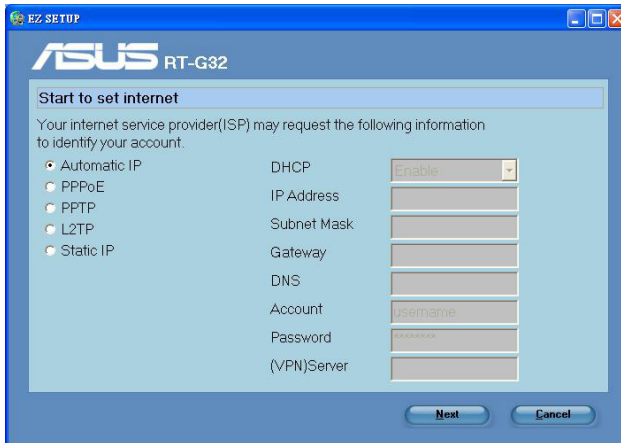 EZ SETUP
ASUS RT-G32
Start to set internet
Your internet service provider(ISP) may request the following information
to identify your account.
Automatic IP
PPPoE
PPTP
L2TP
Static IP
DHCP Enable
IP Address
Subnet Mask
Gateway
DNS
Account username
Password ********
(VPN)Server
Next Cancel